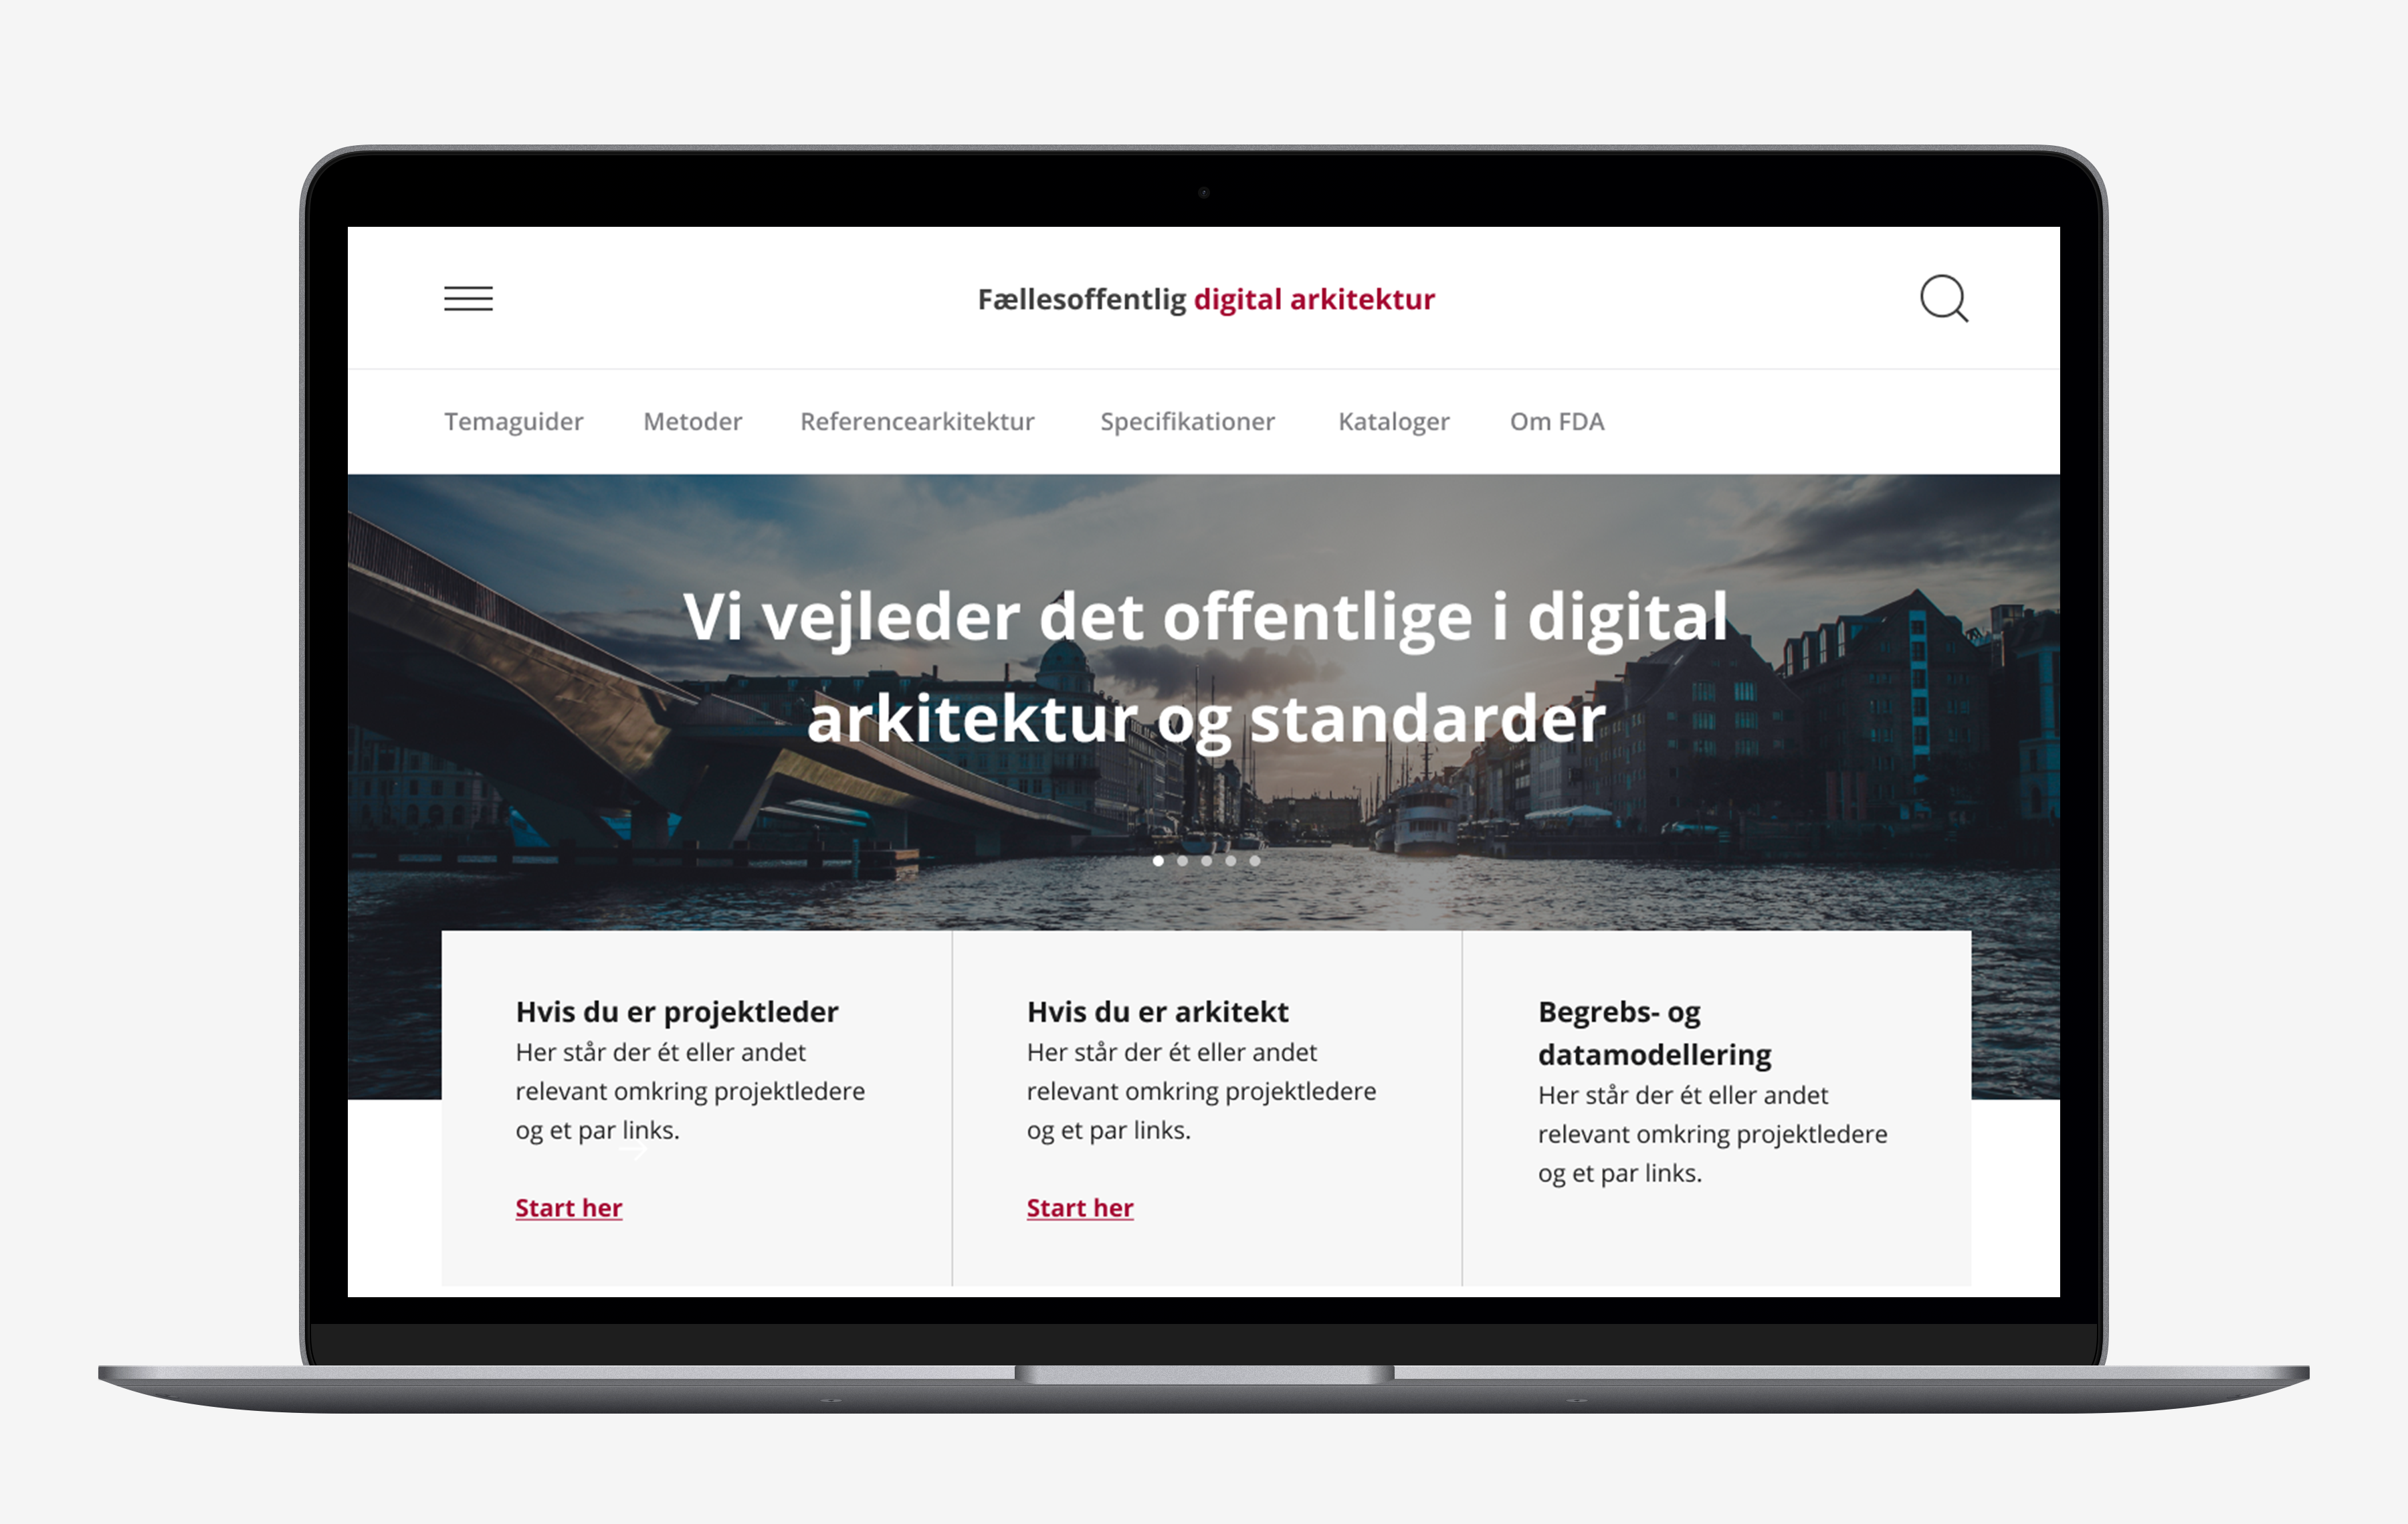 Fællesoffentlig digital arkitektur
Temaguider Metoder Referencearkitektur Specifikationer Kataloger Om FDA
Vi vejleder det offentlige i digital
arkitektur og standarder
Hvis du er projektleder
Her står der ét eller andet
relevant omkring projektledere
og et par links.
Start her
Hvis du er arkitekt
Her står der ét eller andet
relevant omkring projektledere
og et par links.
Start her
Begrebs- og
datamodellering
Her står der ét eller andet
relevant omkring projektledere
og et par links.